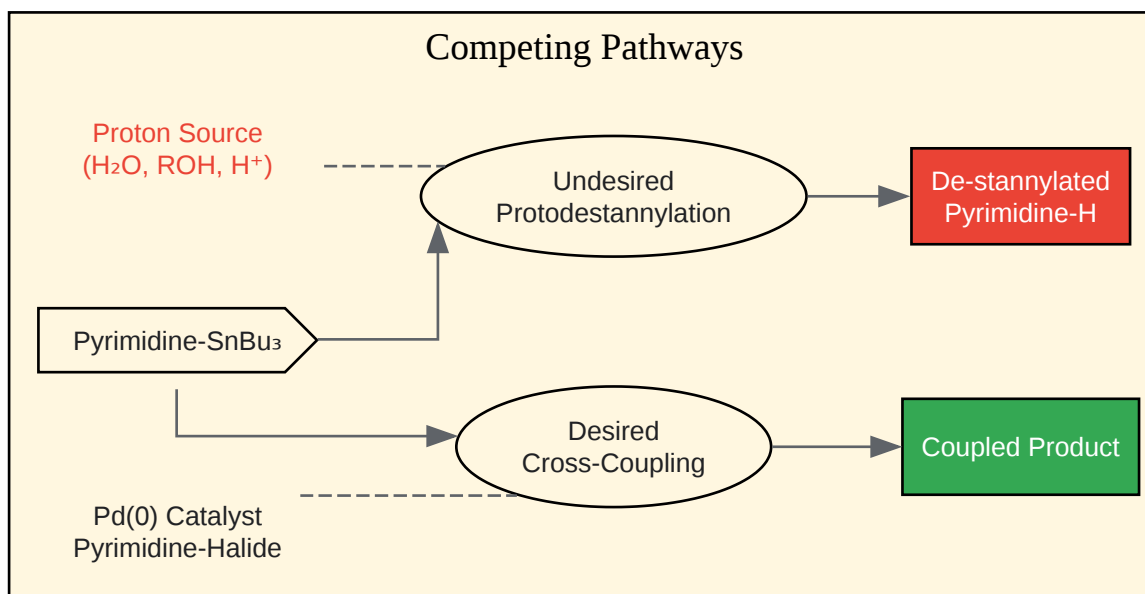 Competing Pathways
Proton Source
(H₂O, ROH, H⁺)
Undesired
Protodestannylation
De-stannylated
Pyrimidine-H
Pyrimidine-SnBu₃
Desired
Cross-Coupling
Coupled Product
Pd(0) Catalyst
Pyrimidine-Halide